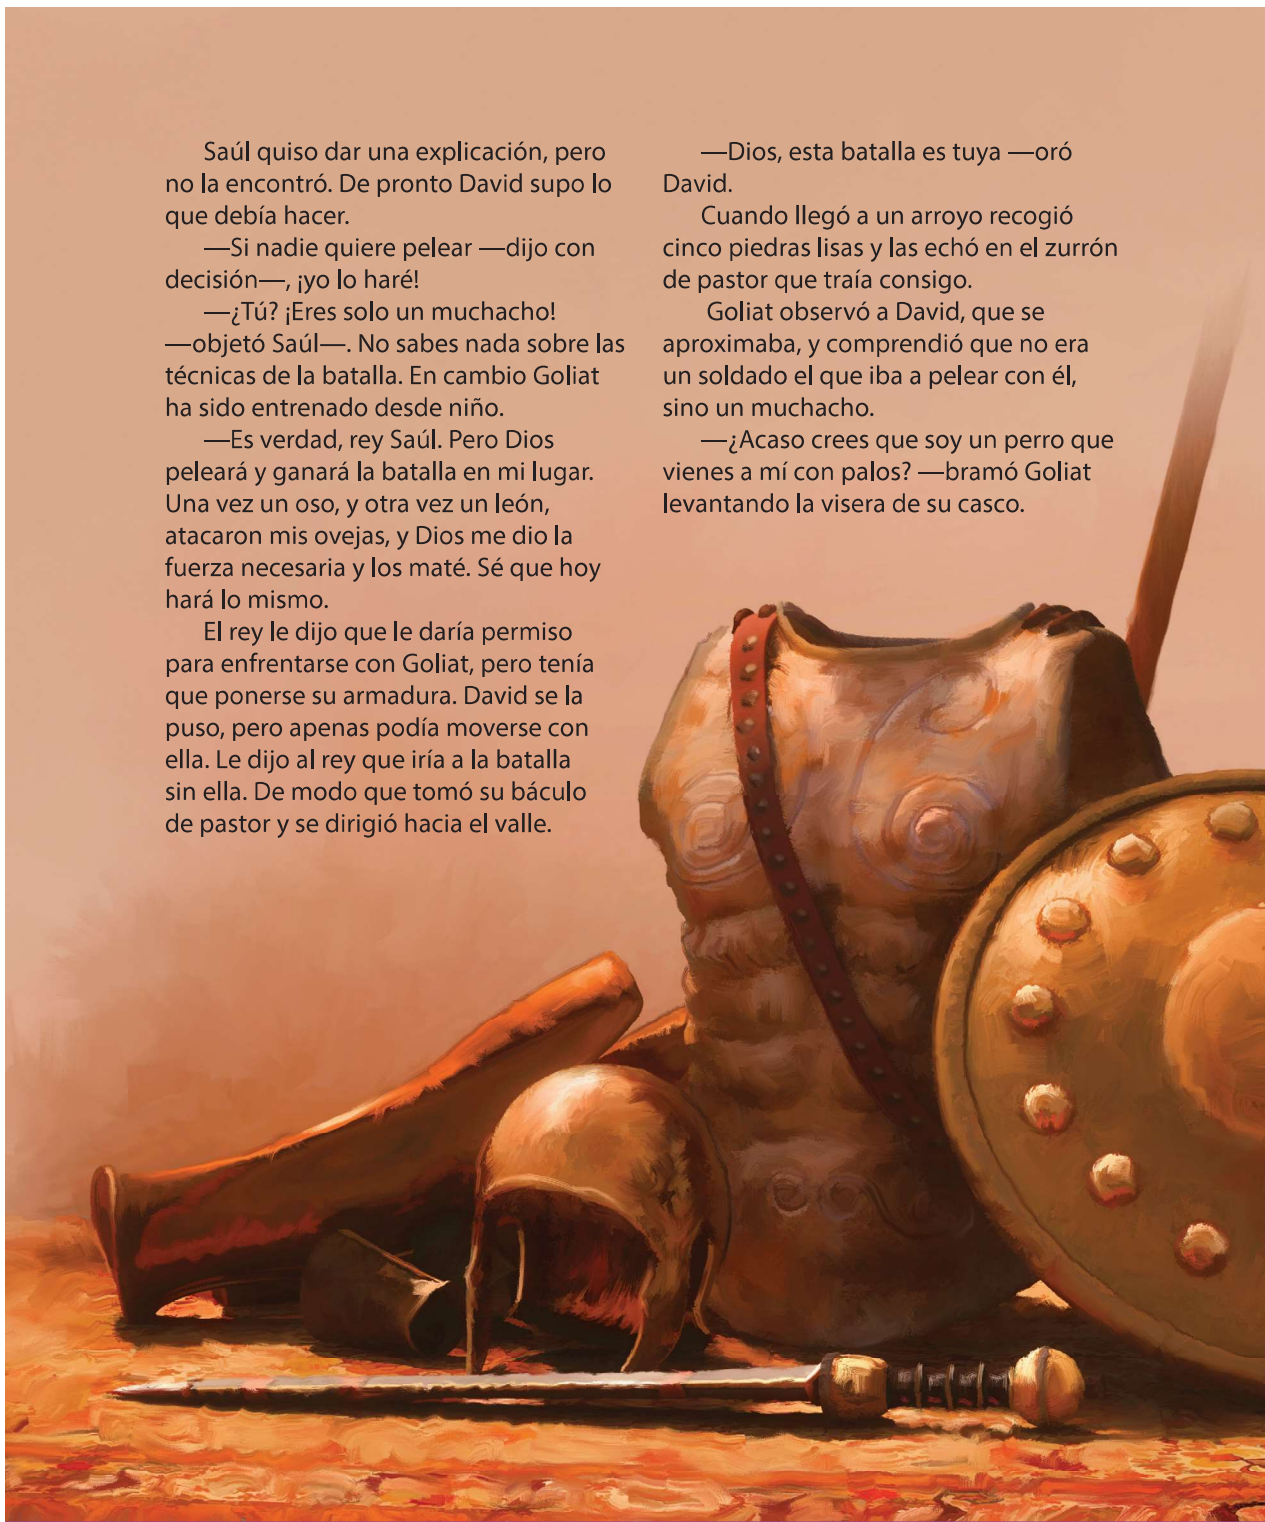 Saúl quiso dar una explicación, pero
no la encontró. De pronto David supo lo
que debía hacer.
—Si nadie quiere pelear —dijo con
decisión—, ¡yo lo haré!
—¿Tú? ¡Eres solo un muchacho!
—objetó Saúl—. No sabes nada sobre las
técnicas de la batalla. En cambio Goliat
ha sido entrenado desde niño.
—Es verdad, rey Saúl. Pero Dios
peleará y ganará la batalla en mi lugar.
Una vez un oso, y otra vez un león,
atacaron mis ovejas, y Dios me dio la
fuerza necesaria y los maté. Sé que hoy
hará lo mismo.
El rey le dijo que le daría permiso
para enfrentarse con Goliat, pero tenía
que ponerse su armadura. David se la
puso, pero apenas podía moverse con
ella. Le dijo al rey que iría a la batalla
sin ella. De modo que tomó su báculo
de pastor y se dirigió hacia el valle.
—Dios, esta batalla es tuya —oró
David.
Cuando llegó a un arroyo recogió
cinco piedras lisas y las echó en el zurrón
de pastor que traía consigo.
Goliat observó a David, que se
aproximaba, y comprendió que no era
un soldado el que iba a pelear con él,
sino un muchacho.
—¿Acaso crees que soy un perro que
vienes a mí con palos? —bramó Goliat
levantando la visera de su casco.